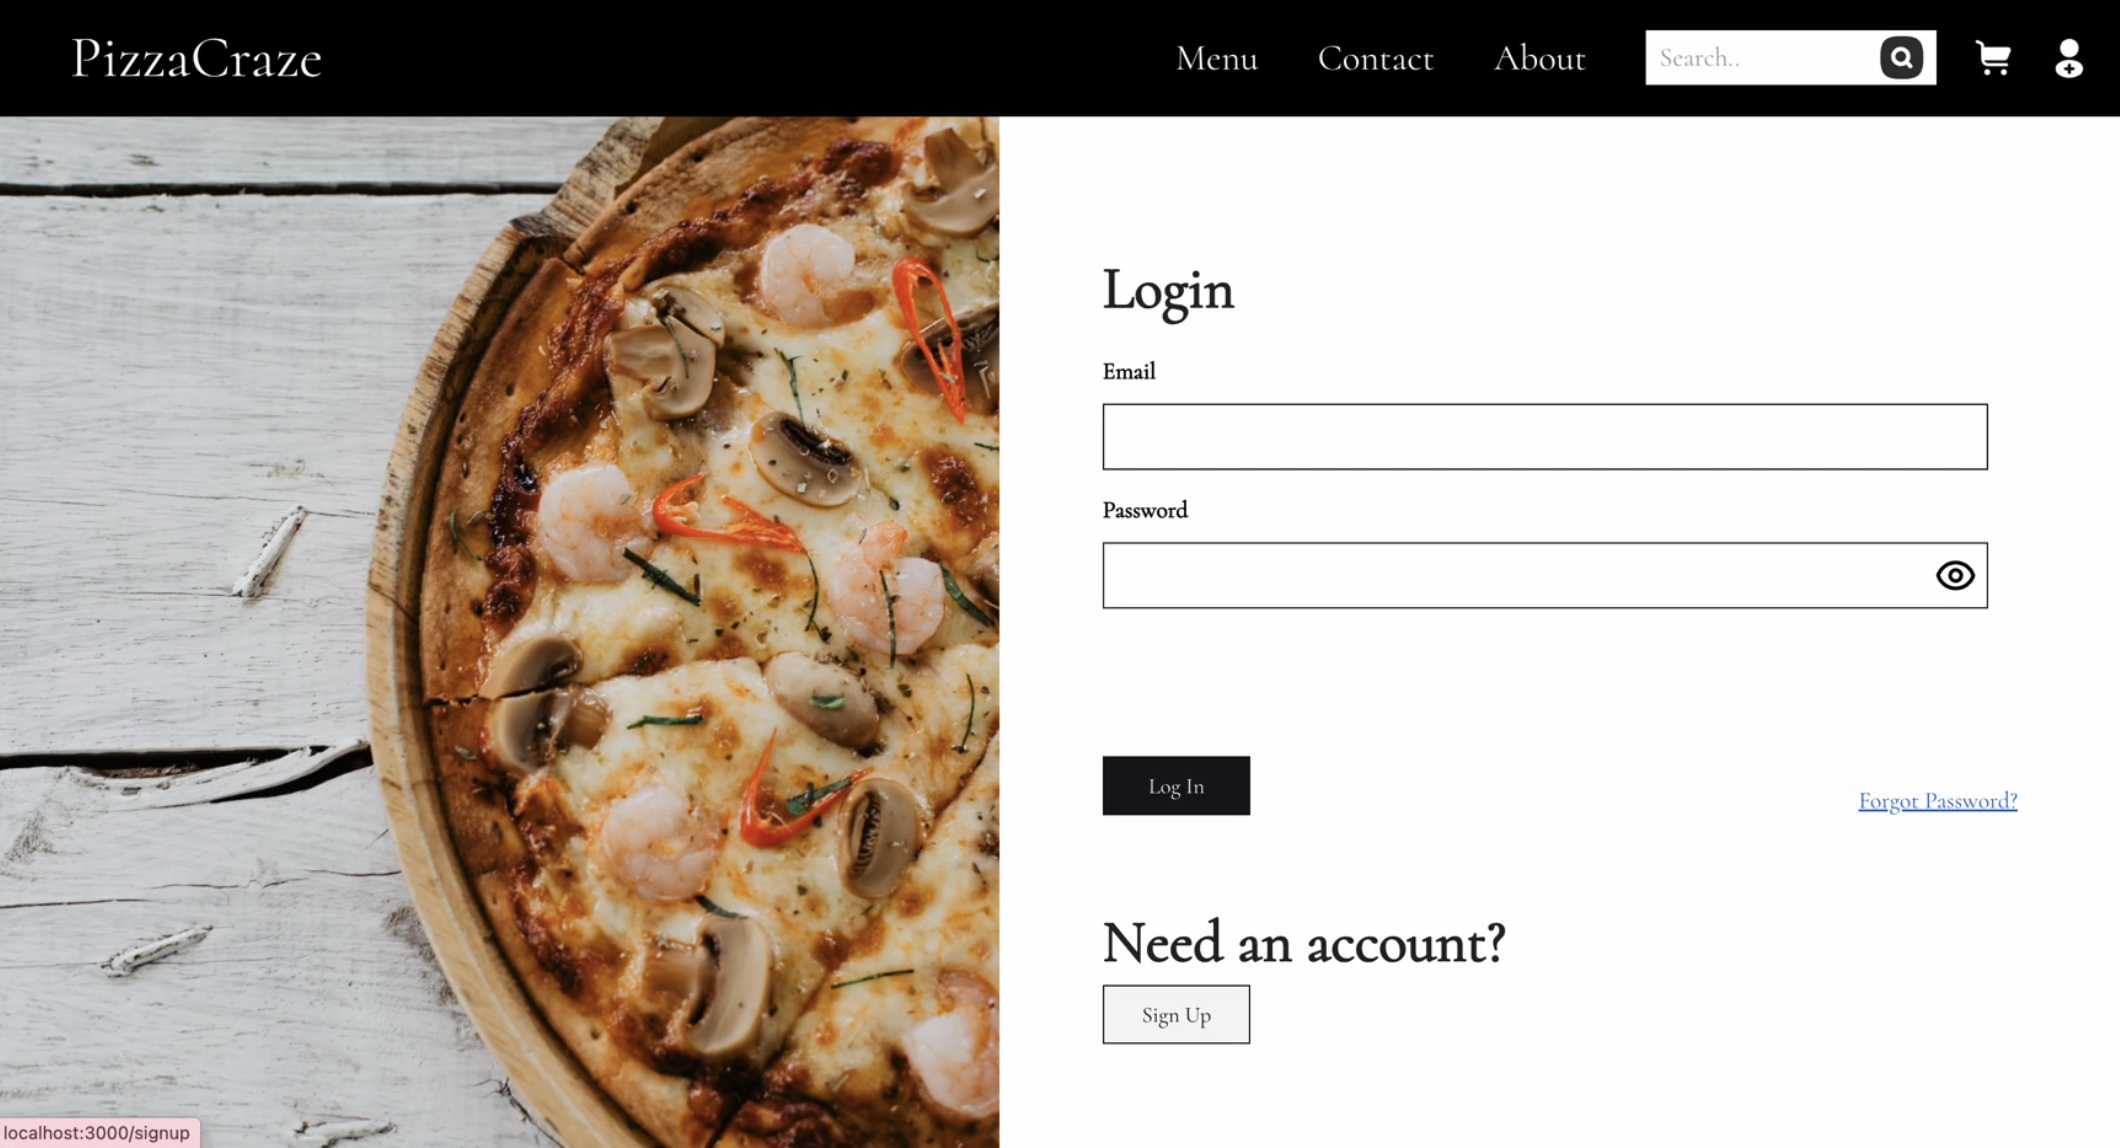 PizzaCraze
Menu Contact About Search..
Login
Email
Password
Log In
Forgot Password?
Need an account?
Sign Up
localhost:3000/signup